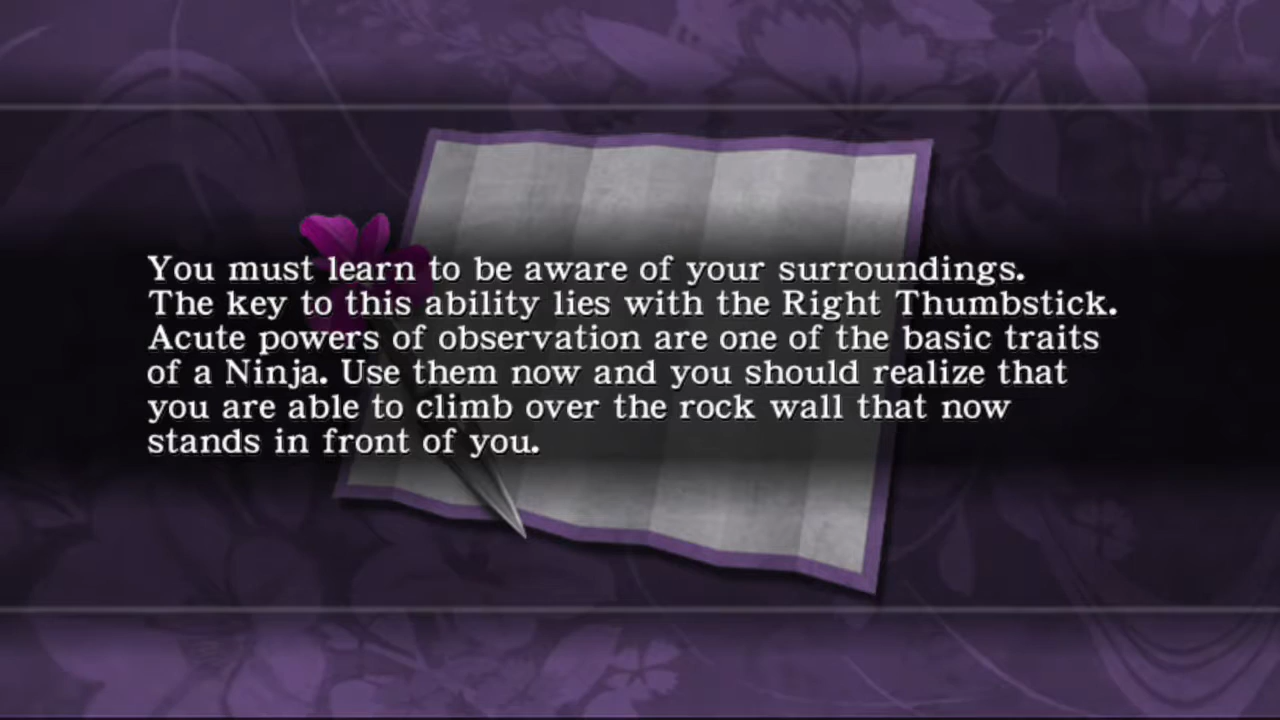 You must learn to be aware of your surroundings.
The key to this ability lies with the Right Thumbstick.
Acute powers of observation are one of the basic traits
of a Ninja. Use them now and you should realize that
you are able to climb over the rock wall that now
stands in front of you.